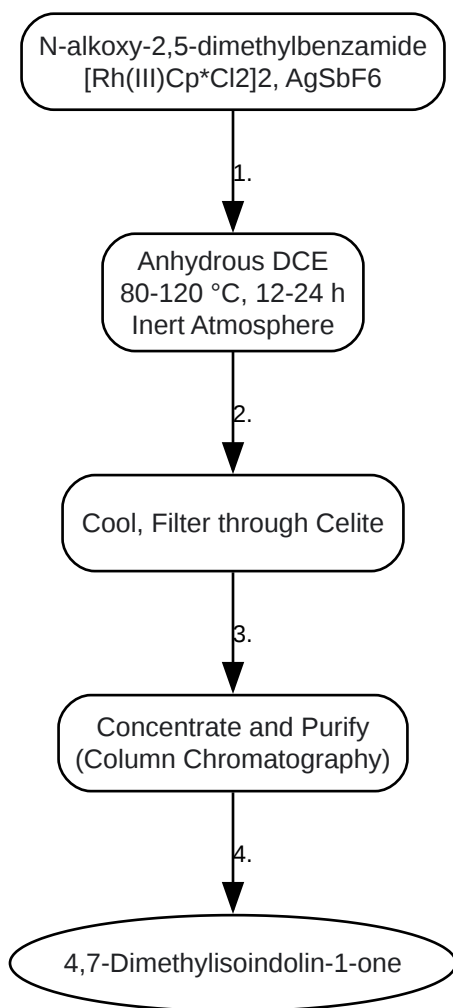 N-alkoxy-2,5-dimethylbenzamide
[Rh(III)Cp*Cl2]2, AgSbF6
1.
Anhydrous DCE
80-120 °C, 12-24 h
Inert Atmosphere
2.
Cool, Filter through Celite
3.
Concentrate and Purify
(Column Chromatography)
4.
4,7-Dimethylisoindolin-1-one